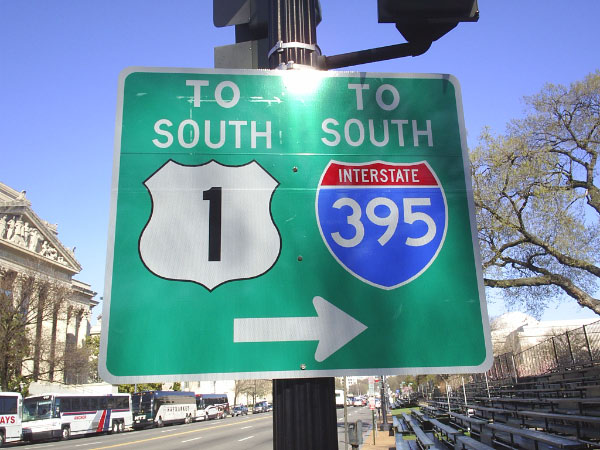 TO TO
SOUTH SOUTH
1
INTERSTATE
395